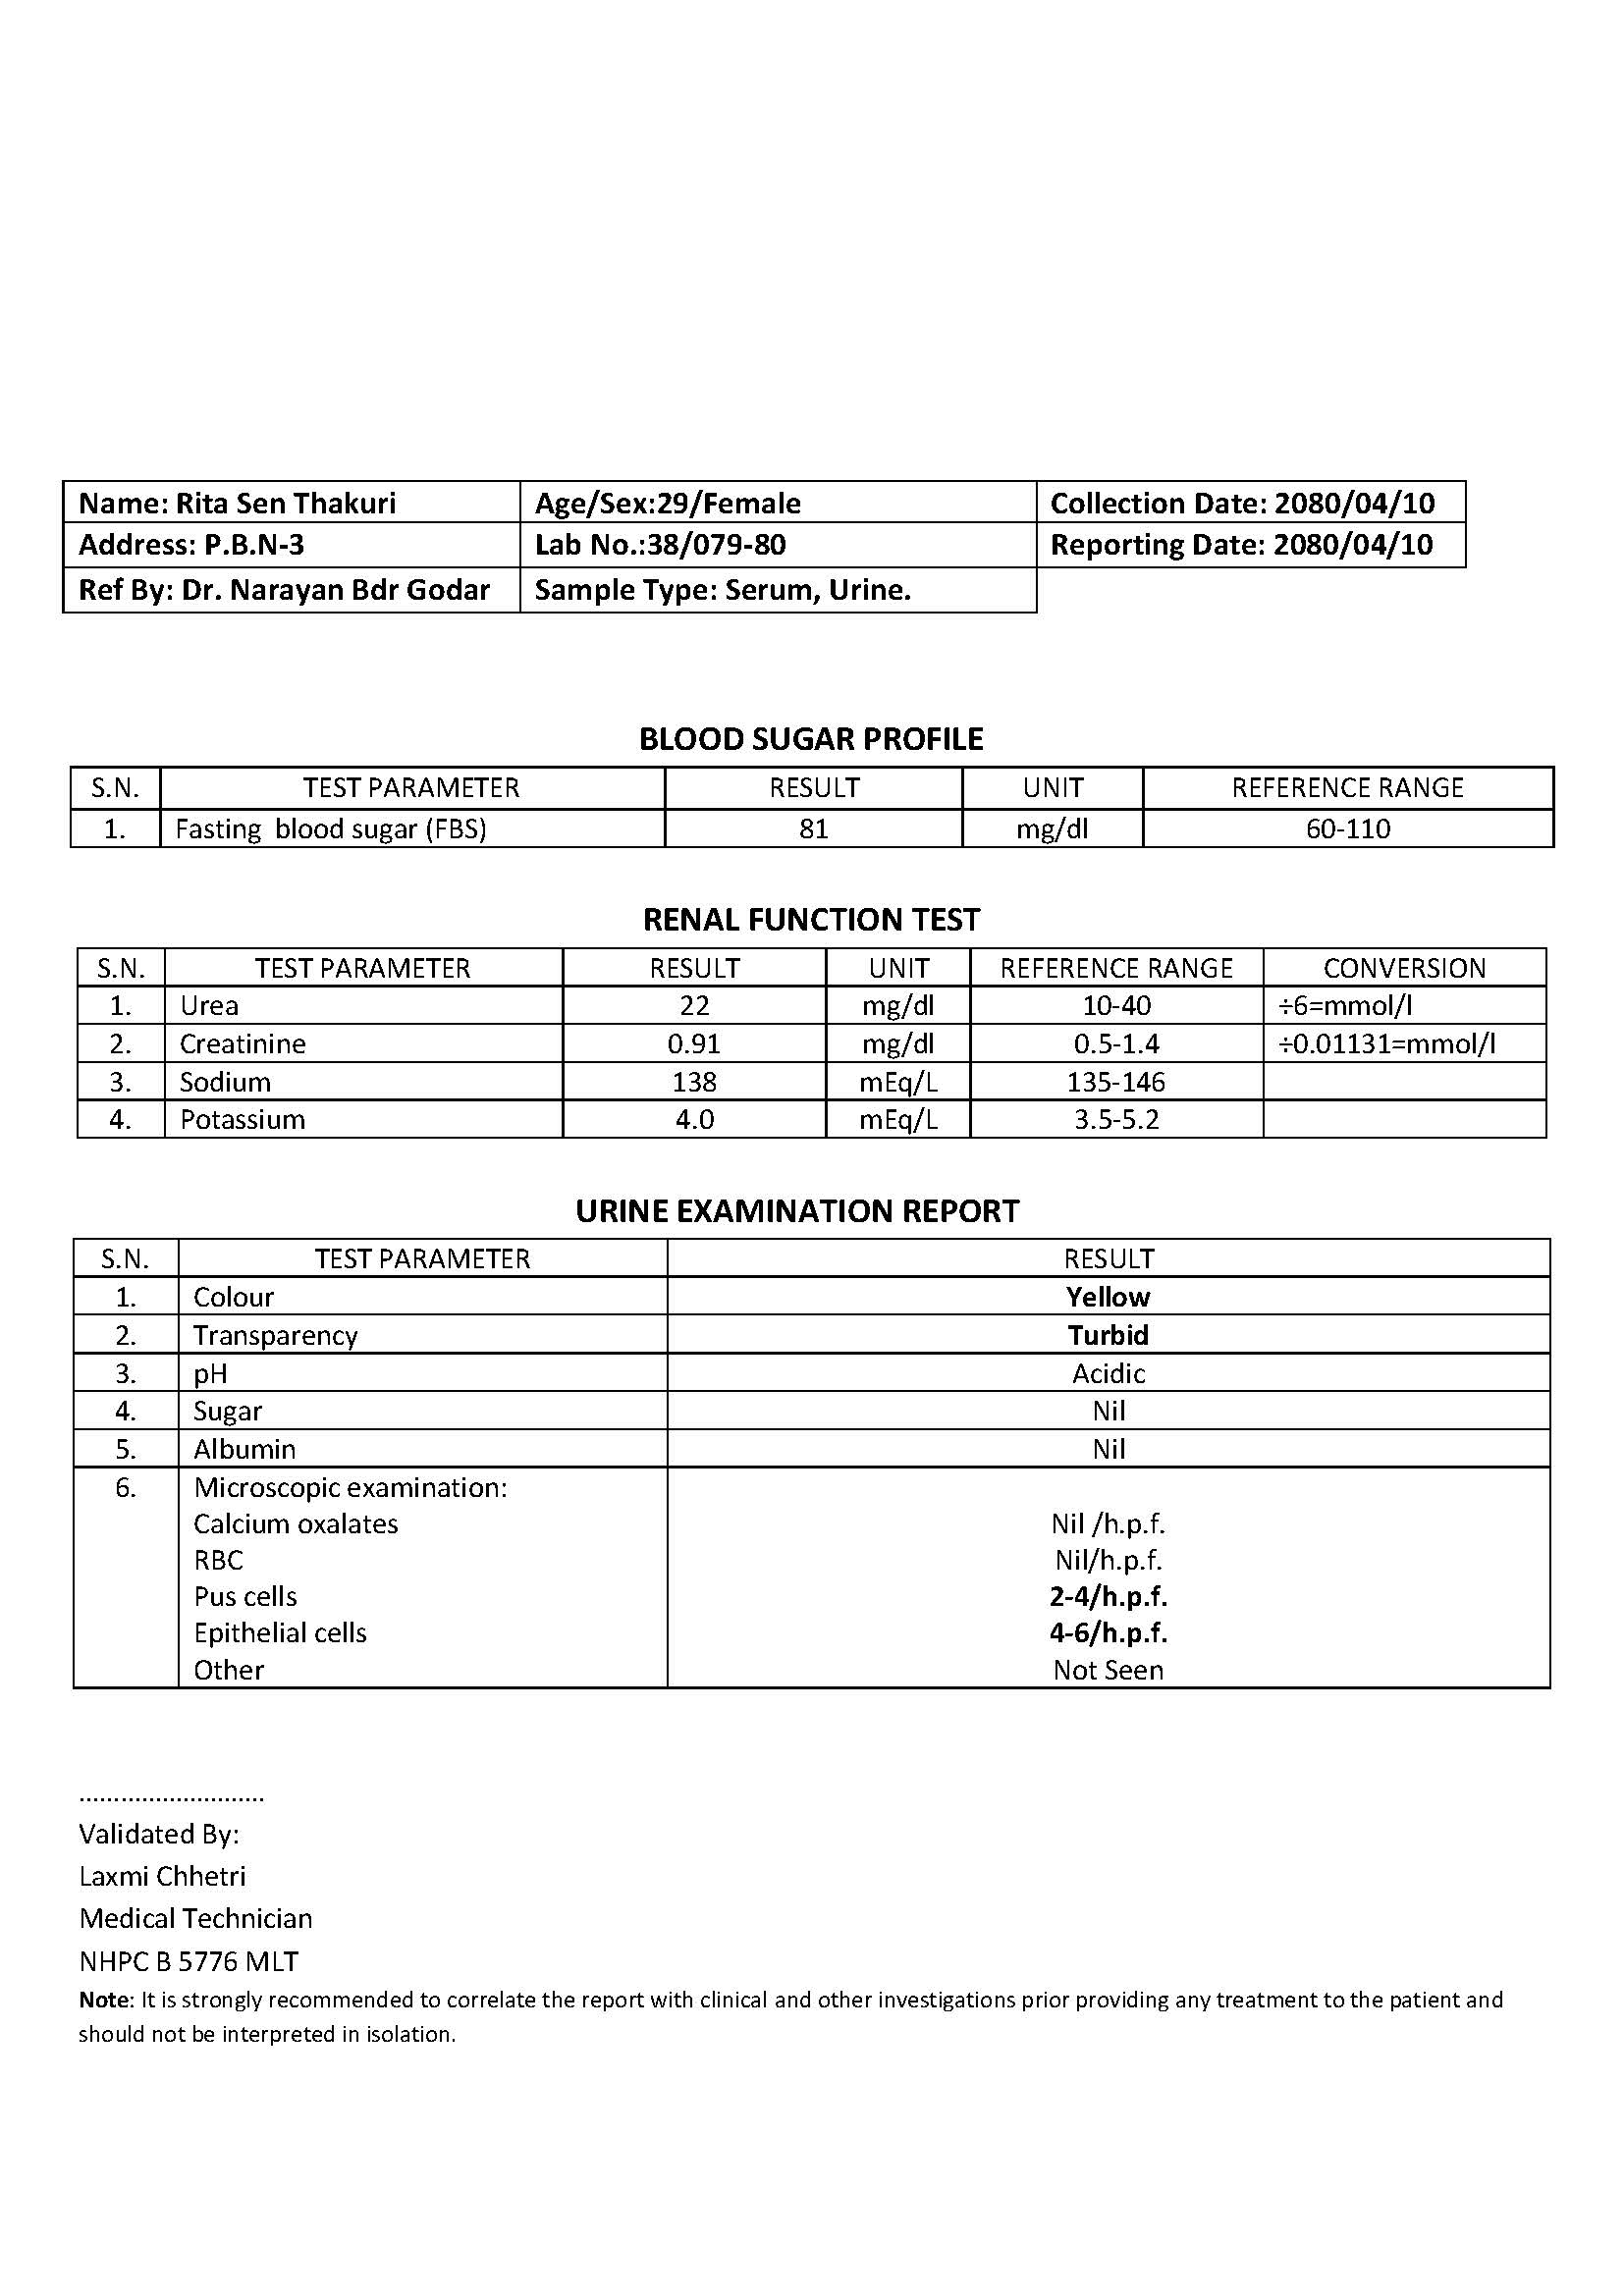 Name: Rita Sen Thakuri Age/Sex:29/Female Collection Date: 2080/04/10
Address: P.B.N-3 Lab No.:38/079-80 Reporting Date: 2080/04/10
Ref By: Dr. Narayan Bdr Godar Sample Type: Serum, Urine.
BLOOD SUGAR PROFILE
S.N. TEST PARAMETER RESULT UNIT REFERENCE RANGE
1. Fasting blood sugar (FBS) 81 mg/dl 60-110
RENAL FUNCTION TEST
S.N. TEST PARAMETER RESULT UNIT REFERENCE RANGE CONVERSION
1. Urea 22 mg/dl 10-40 ÷6=mmol/l
2. Creatinine 0.91 mg/dl 0.5-1.4 ÷0.01131=mmol/l
3. Sodium 138 mEq/L 135-146
4. Potassium 4.0 mEq/L 3.5-5.2
URINE EXAMINATION REPORT
S.N. TEST PARAMETER RESULT
1. Colour Yellow
2. Transparency Turbid
3. pH Acidic
4. Sugar Nil
5. Albumin Nil
6. Microscopic examination:
Calcium oxalates Nil /h.p.f.
RBC Nil/h.p.f.
Pus cells 2-4/h.p.f.
Epithelial cells 4-6/h.p.f.
Other Not Seen
...........................
Validated By:
Laxmi Chhetri
Medical Technician
NHPC B 5776 MLT
Note: It is strongly recommended to correlate the report with clinical and other investigations prior providing any treatment to the patient and
should not be interpreted in isolation.